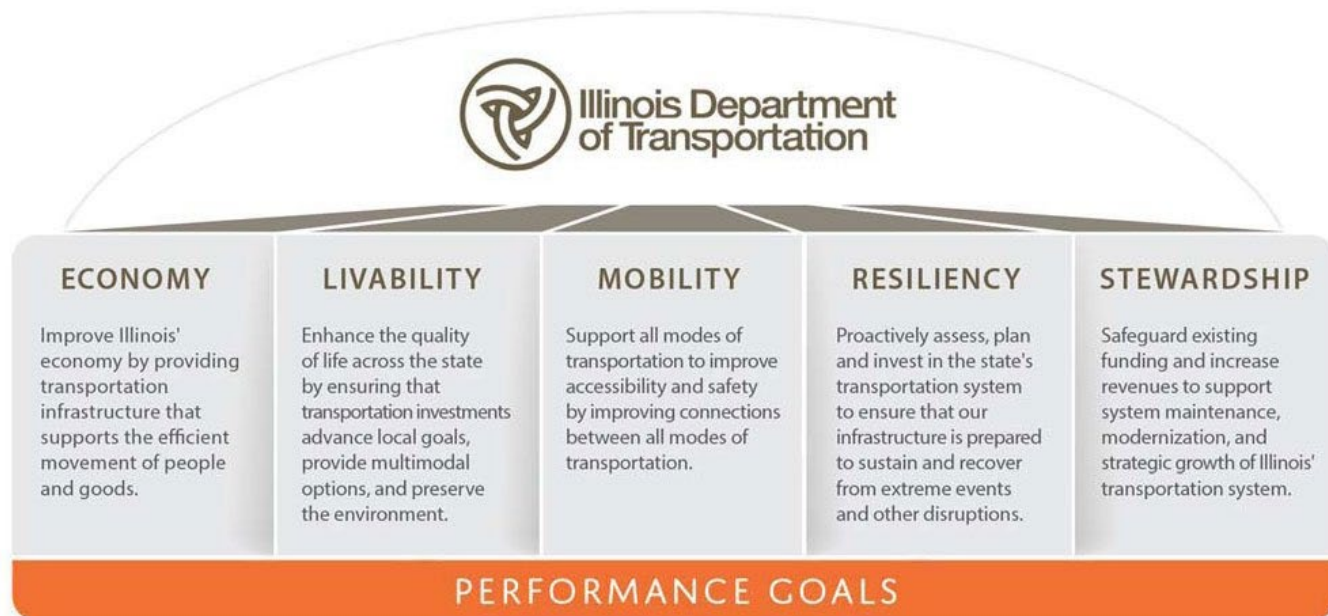 Illinois Department
of Transportation
ECONOMY
Improve Illinois'
economy by providing
transportation
infrastructure that
supports the efficient
movement of people
and goods.
LIVABILITY
Enhance the quality
of life across the state
by ensuring that
transportation investments
advance local goals,
provide multimodal
options, and preserve
the environment.
MOBILITY
Support all modes of
transportation to improve
accessibility and safety
by improving connections
between all modes of
transportation.
RESILIENCY
Proactively assess, plan
and invest in the state's
transportation system
to ensure that our
infrastructure is prepared
to sustain and recover
from extreme events
and other disruptions.
STEWARDSHIP
Safeguard existing
funding and increase
revenues to support
system maintenance,
modernization, and
strategic growth of Illinois'
transportation system.
PERFORMANCE GOALS